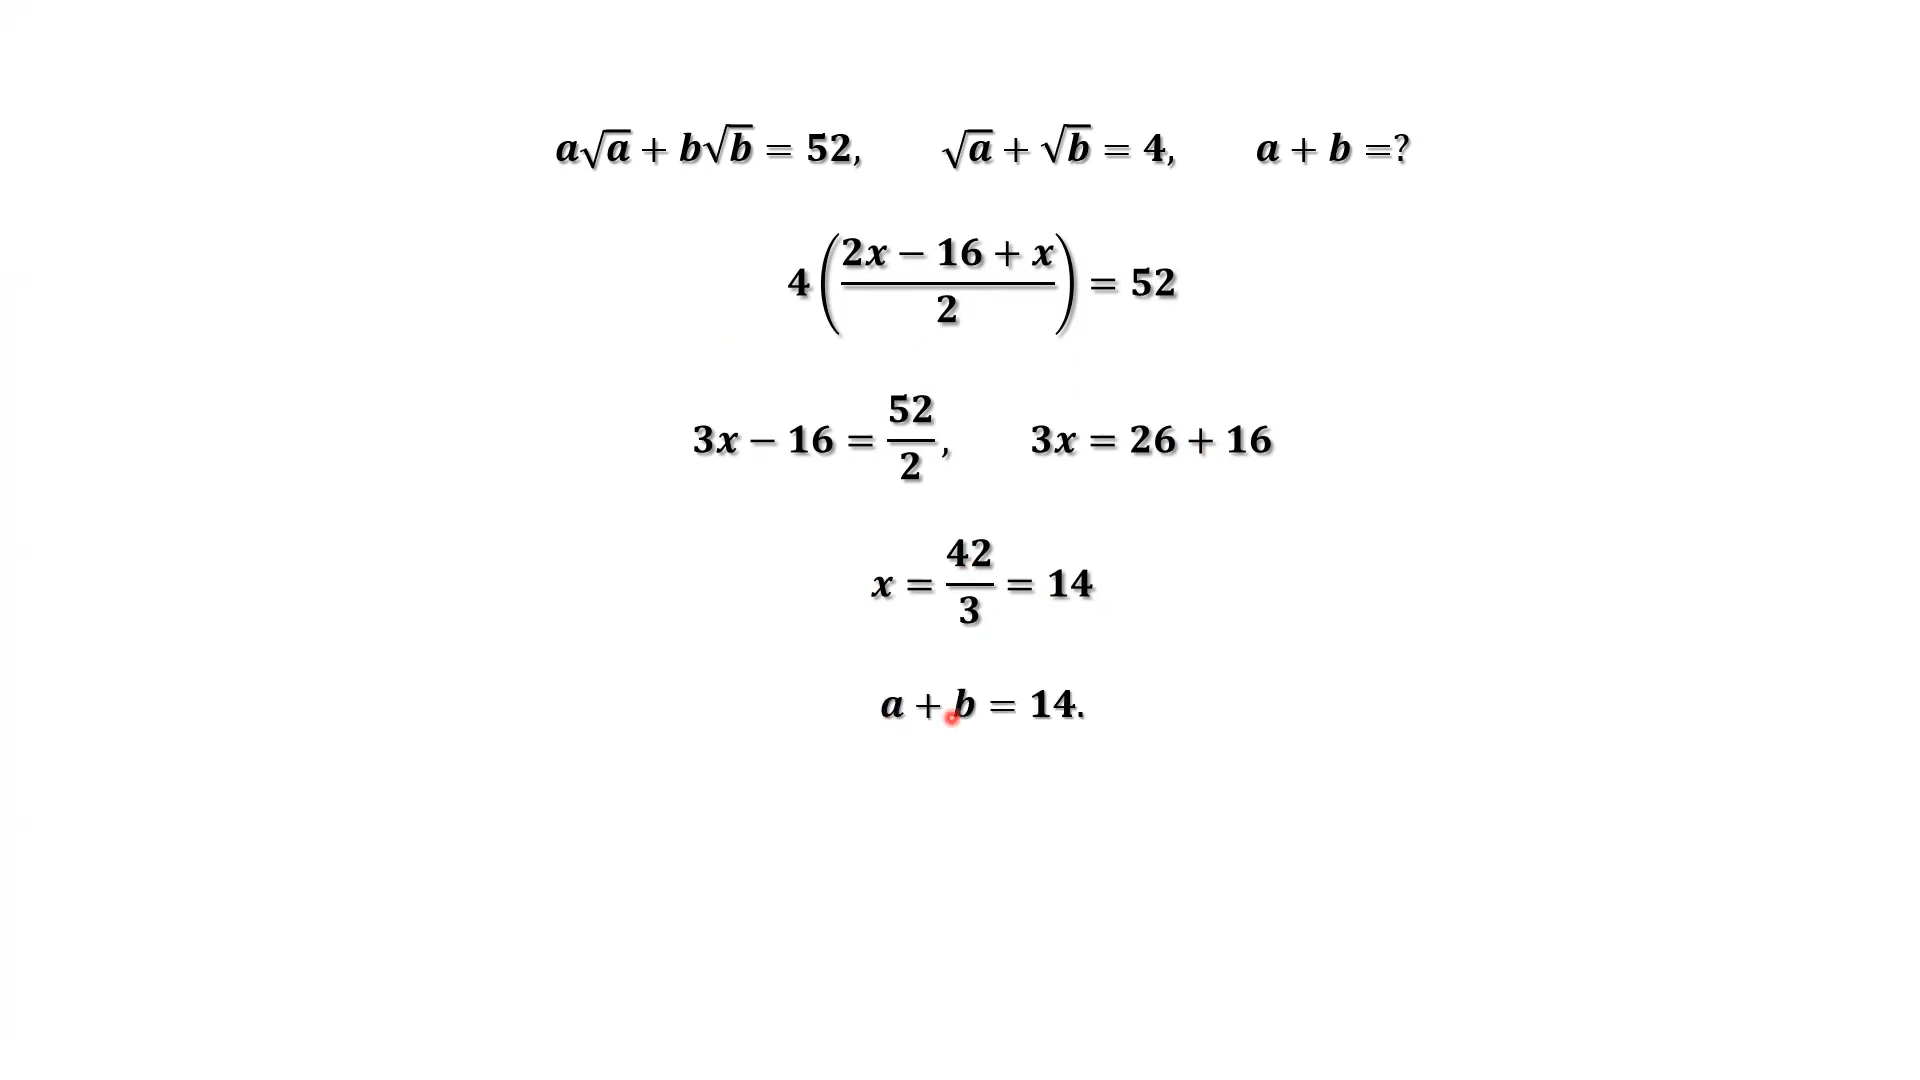 a√a + b√b = 52, √a + √b = 4, a + b =?
4((2x − 16 + x)/2) = 52
3x − 16 = 52/2, 3x = 26 + 16
x = 42/3 = 14
a + b = 14.